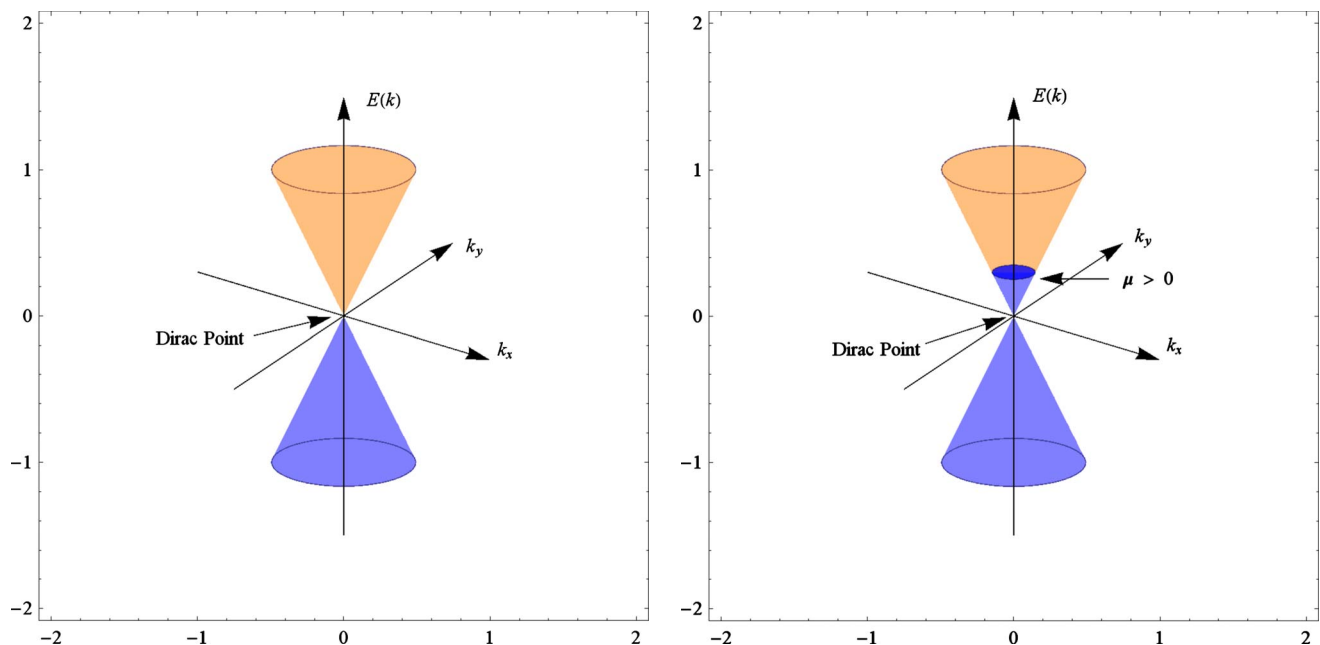 2
E(k)
1
k_y
0
Dirac Point
k_x
−1
−2
−2 −1 0 1 2
2
E(k)
1
k_y
μ > 0
0
Dirac Point
k_x
−1
−2
−2 −1 0 1 2